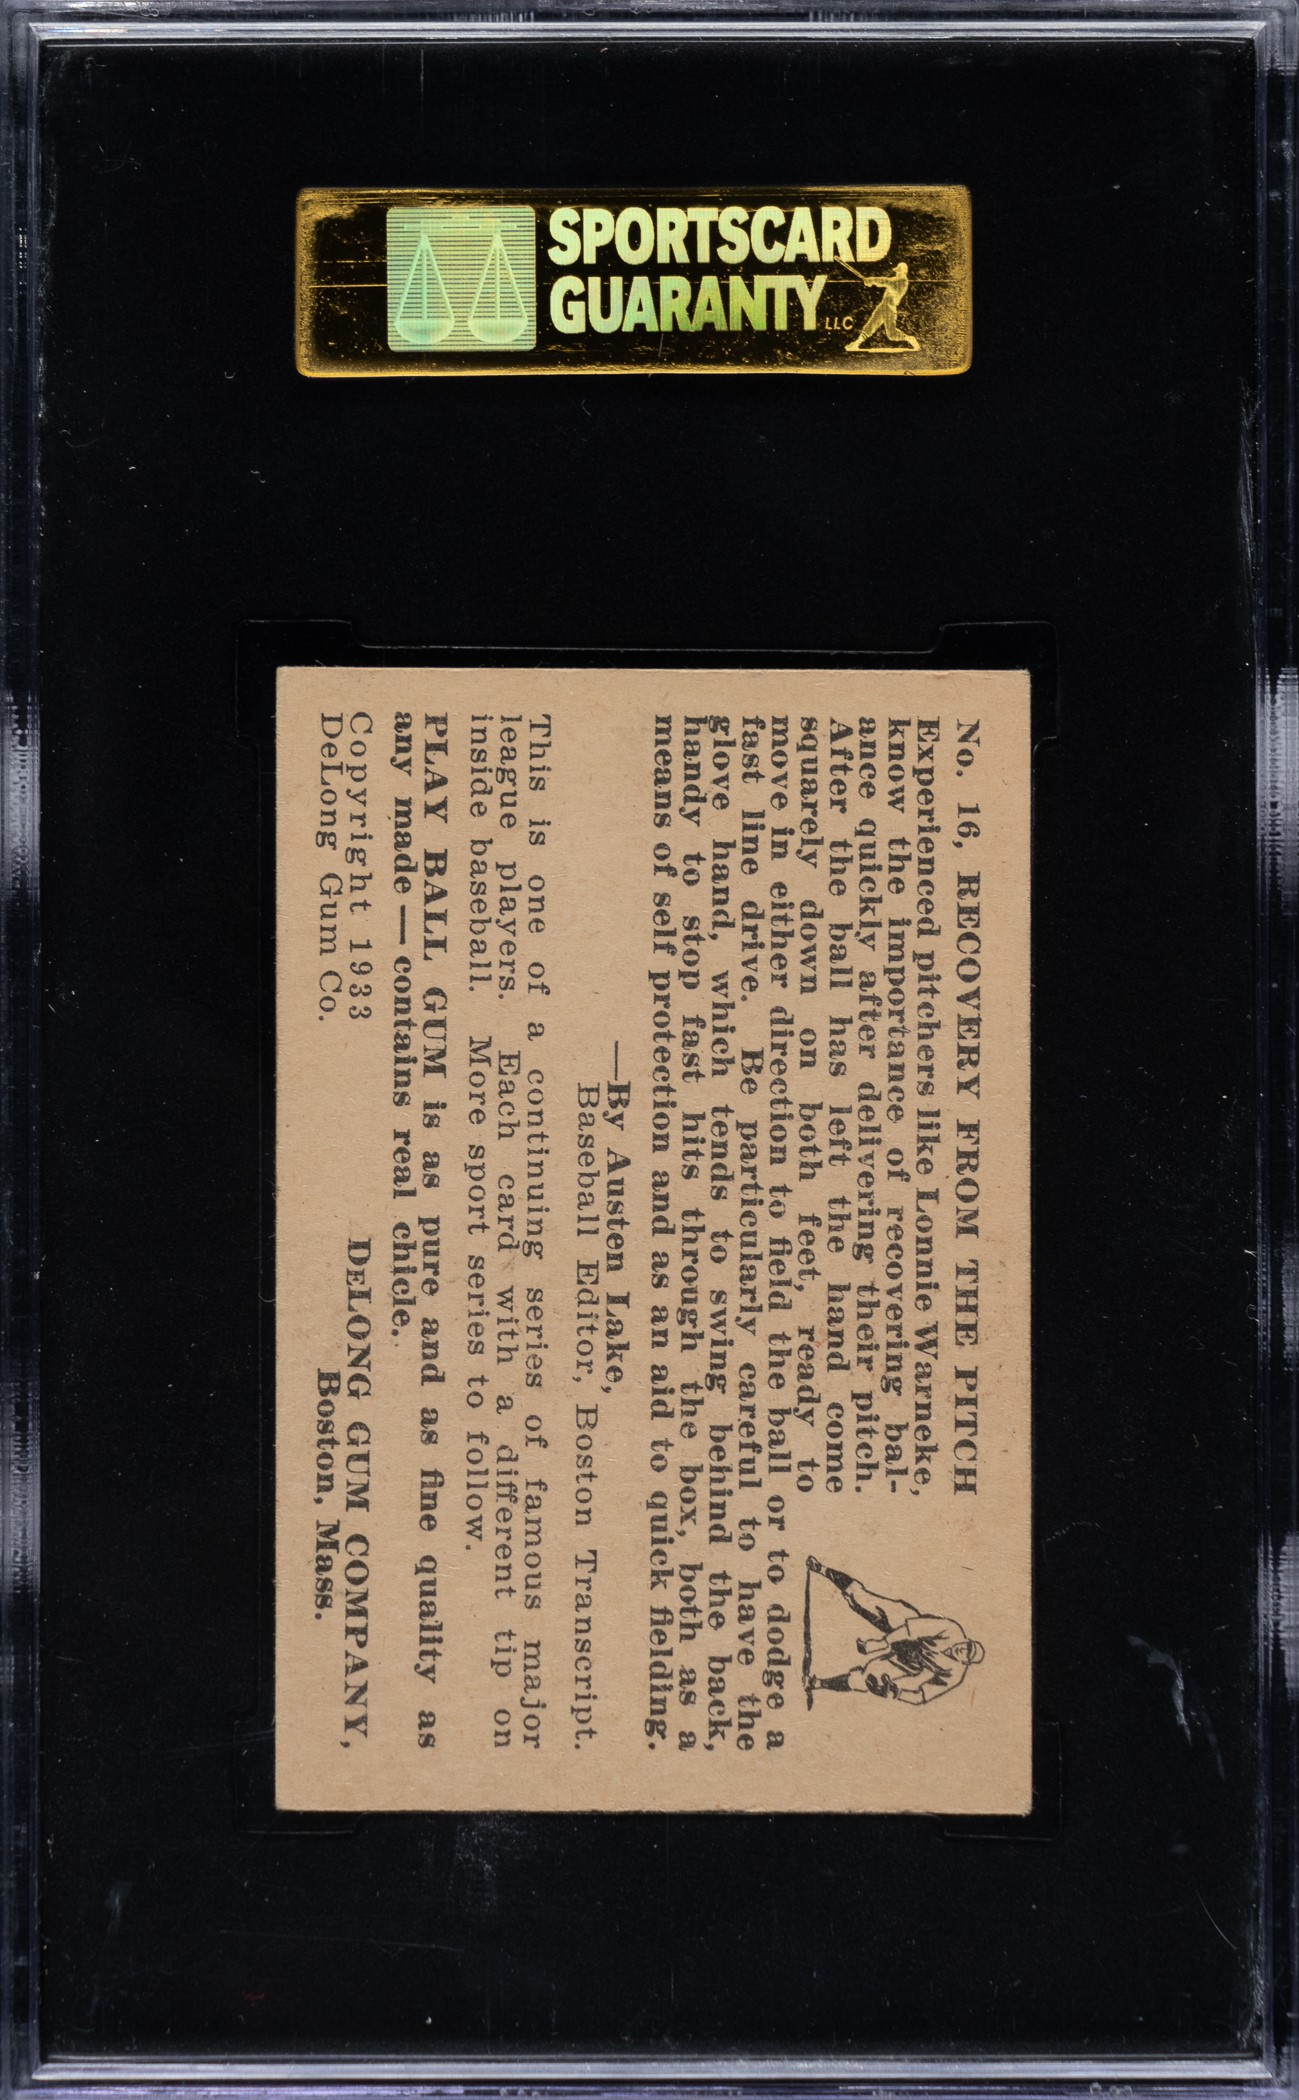 SPORTSCARD
GUARANTY LLC
No. 16, RECOVERY FROM THE PITCH
Experienced pitchers like Lonnie Warneke,
know the importance of recovering bal-
ance quickly after delivering their pitch.
After the ball has left the hand come
squarely down on both feet, ready to
move in either direction to field the ball or to dodge a
fast line drive. Be particularly careful to have the
glove hand, which tends to swing behind the back,
handy to stop fast hits through the box, both as a
means of self protection and as an aid to quick fielding.
—By Austen Lake,
Baseball Editor, Boston Transcript.
This is one of a continuing series of famous major
league players. Each card with a different tip on
inside baseball. More sport series to follow.
PLAY BALL GUM is as pure and as fine quality as
any made—contains real chicle.
Copyright 1933 DELONG GUM COMPANY,
DeLong Gum Co. Boston, Mass.